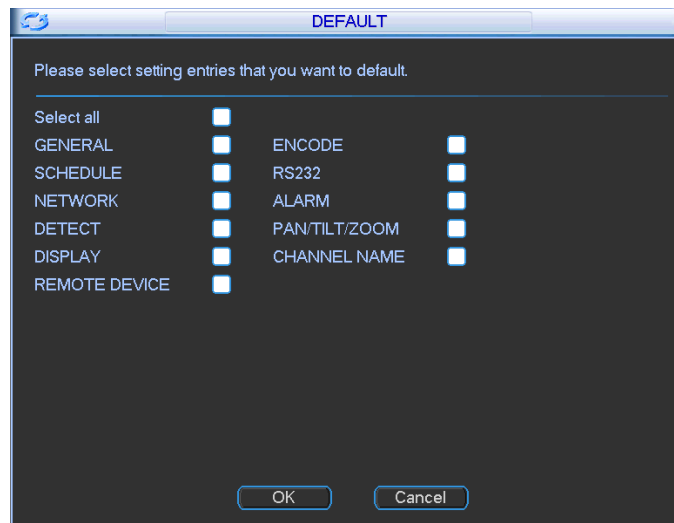 DEFAULT
Please select setting entries that you want to default.
Select all
GENERAL ENCODE
SCHEDULE RS232
NETWORK ALARM
DETECT PAN/TILT/ZOOM
DISPLAY CHANNEL NAME
REMOTE DEVICE
OK Cancel